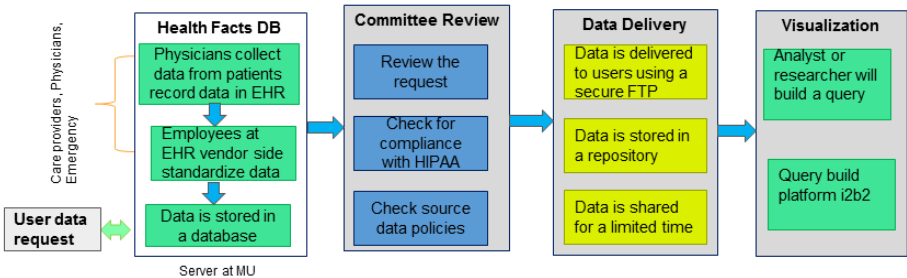 Care providers, Physicians,
Emergency
User data
request
Health Facts DB
Physicians collect
data from patients
record data in EHR
Employees at
EHR vendor side
standardize data
Data is stored in
a database
Server at MU
Committee Review
Review the
request
Check for
compliance with HIPAA
Check source
data policies
Data Delivery
Data is delivered
to users using a
secure FTP
Data is stored in
a repository
Data is shared
for a limited time
Visualization
Analyst or
researcher will
build a query
Query build
platform i2b2